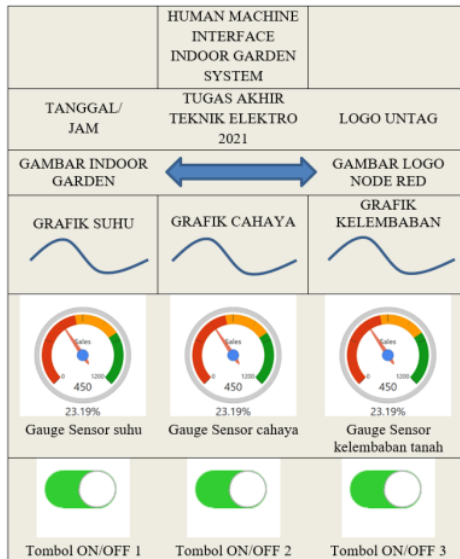 HUMAN MACHINE
INTERFACE
INDOOR GARDEN
SYSTEM
TANGGAL/
JAM
TUGAS AKHIR
TEKNIK ELEKTRO
2021
LOGO UNTAG
GAMBAR INDOOR
GARDEN
GAMBAR LOGO
NODE RED
GRAFIK SUHU
GRAFIK CAHAYA
GRAFIK
KELEMBABAN
Sales
0 1200
450
23.19%
Gauge Sensor suhu
Sales
0 1200
450
23.19%
Gauge Sensor cahaya
Sales
0 1200
450
23.19%
Gauge Sensor
kelembaban tanah
Tombol ON/OFF 1
Tombol ON/OFF 2
Tombol ON/OFF 3